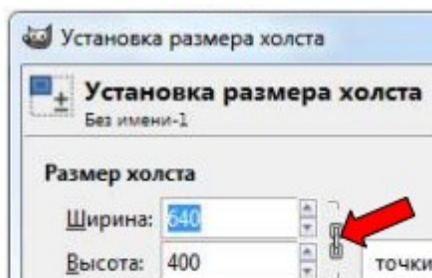 Установка размера холста
Установка размера холста
Без имени-1
Размер холста
Ширина: 640
Высота: 400 точки